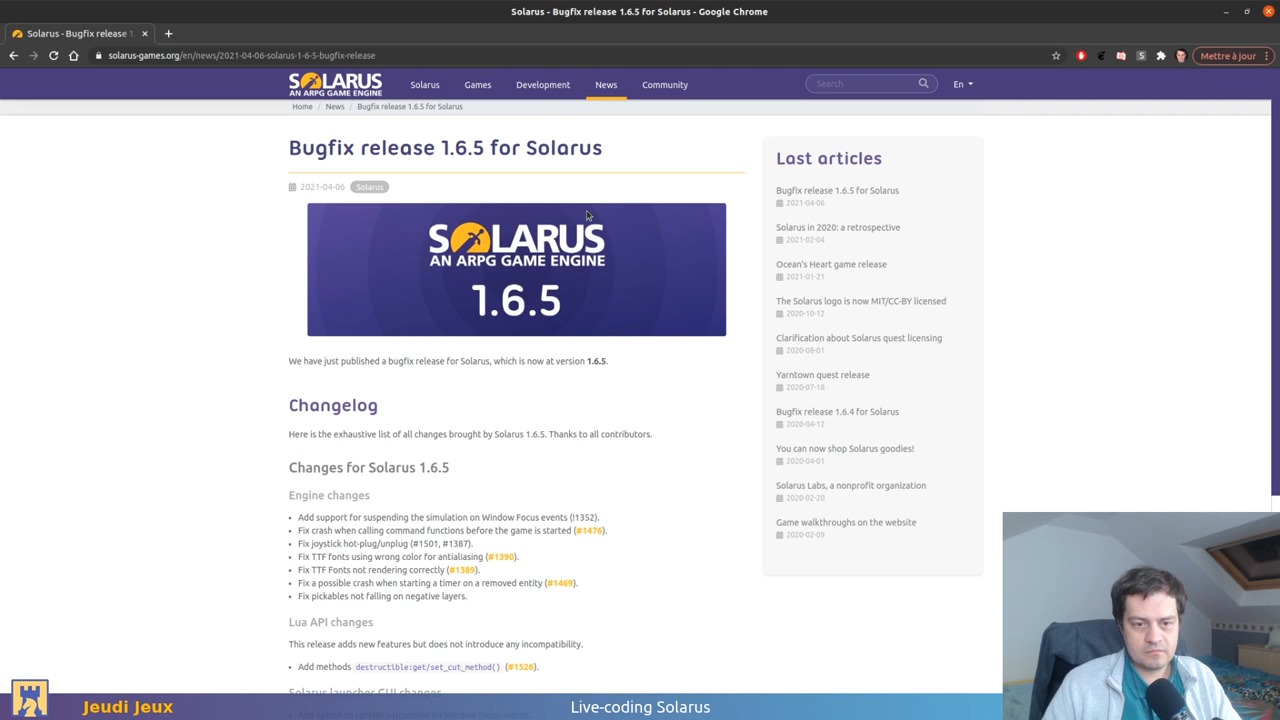 Solarus - Bugfix release 1.6.5 for Solarus - Google Chrome
Solarus - Bugfix release 1.
solarus-games.org/en/news/2021-04-06-solarus-1-6-5-bugfix-release
Mettre à jour
SOLARUS
AN ARPG GAME ENGINE
Solarus
Games
Development
News
Community
Search
En
Home / News / Bugfix release 1.6.5 for Solarus
Bugfix release 1.6.5 for Solarus
2021-04-06 Solarus
SOLARUS
AN ARPG GAME ENGINE
1.6.5
We have just published a bugfix release for Solarus, which is now at version 1.6.5.
Changelog
Here is the exhaustive list of all changes brought by Solarus 1.6.5. Thanks to all contributors.
Changes for Solarus 1.6.5
Engine changes
Add support for suspending the simulation on Window Focus events (!1352).
Fix crash when calling command functions before the game is started (#1476).
Fix joystick hot-plug/unplug (#1501, #1387).
Fix TTF fonts using wrong color for antialiasing (#1390).
Fix TTF Fonts not rendering correctly (#1389).
Fix a possible crash when starting a timer on a removed entity (#1469).
Fix pickables not falling on negative layers.
Lua API changes
This release adds new features but does not introduce any incompatibility.
Add methods destructible:get/set_cut_method() (#1526).
Solarus launcher GUI changes
Last articles
Bugfix release 1.6.5 for Solarus
2021-04-06
Solarus in 2020: a retrospective
2021-02-04
Ocean's Heart game release
2021-01-21
The Solarus logo is now MIT/CC-BY licensed
2020-10-12
Clarification about Solarus quest licensing
2020-08-01
Yarntown quest release
2020-07-18
Bugfix release 1.6.4 for Solarus
2020-04-12
You can now shop Solarus goodies!
2020-04-01
Solarus Labs, a nonprofit organization
2020-02-20
Game walkthroughs on the website
2020-02-09
Jeudi Jeux
Live-coding Solarus